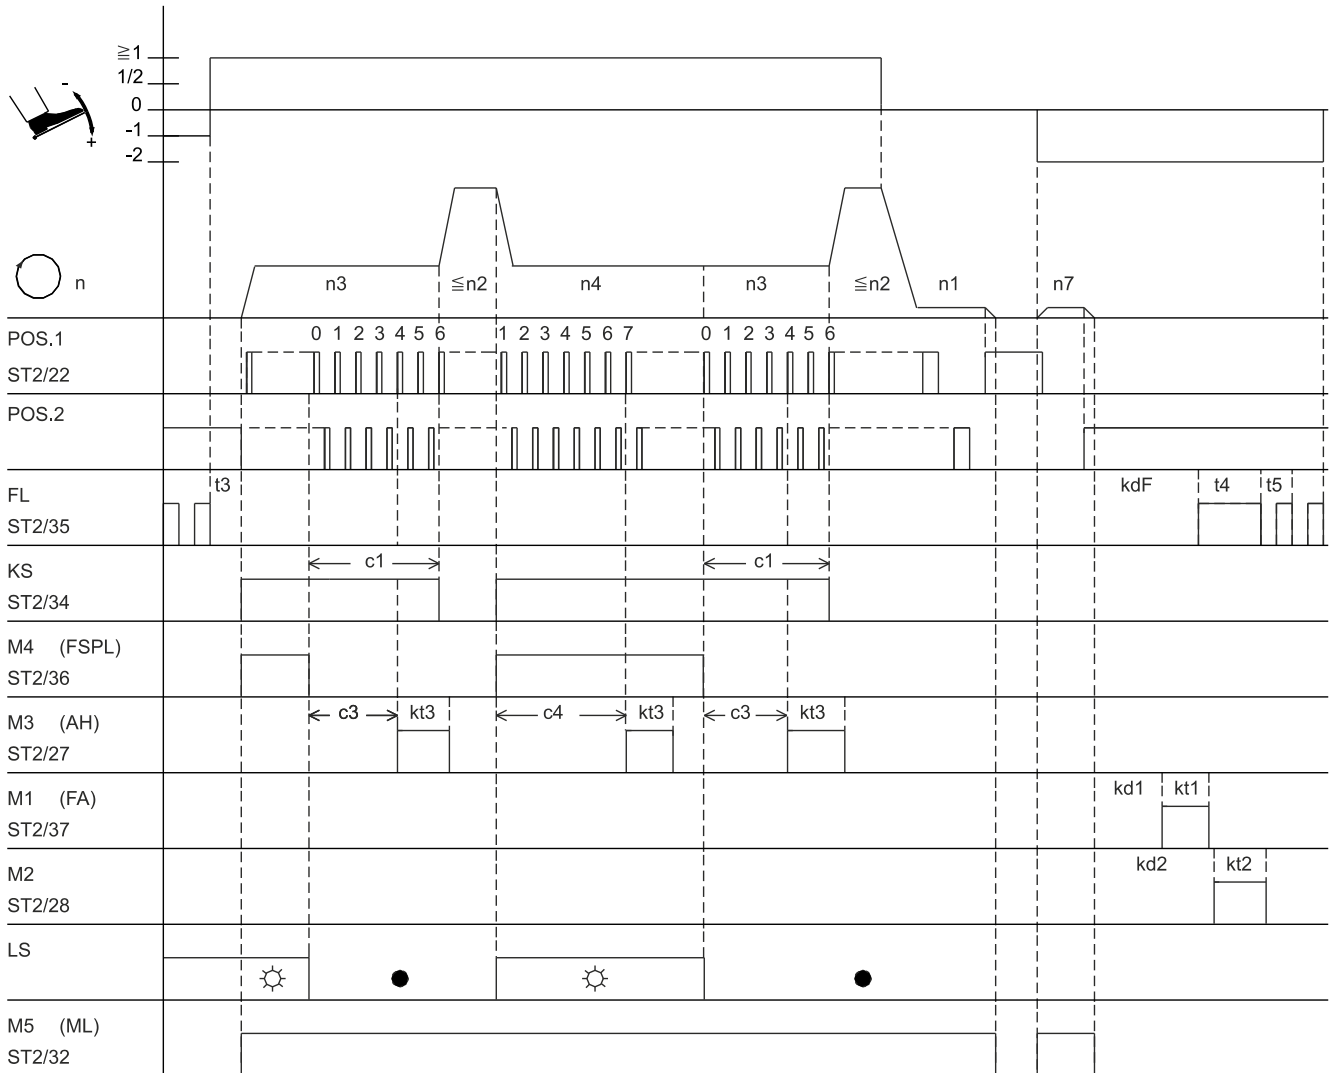 ≧1
1/2
0
-1
-2
-
+
n
n3 ≦n2 n4 n3 ≦n2 n1 n7
POS.1
ST2/22
0 1 2 3 4 5 6 1 2 3 4 5 6 7 0 1 2 3 4 5 6
POS.2
FL
ST2/35
t3 kdF t4 t5
KS
ST2/34
c1 c1
M4 (FSPL)
ST2/36
M3 (AH)
ST2/27
c3 kt3 c4 kt3 c3 kt3
M1 (FA)
ST2/37
kd1 kt1
M2
ST2/28
kd2 kt2
LS
M5 (ML)
ST2/32